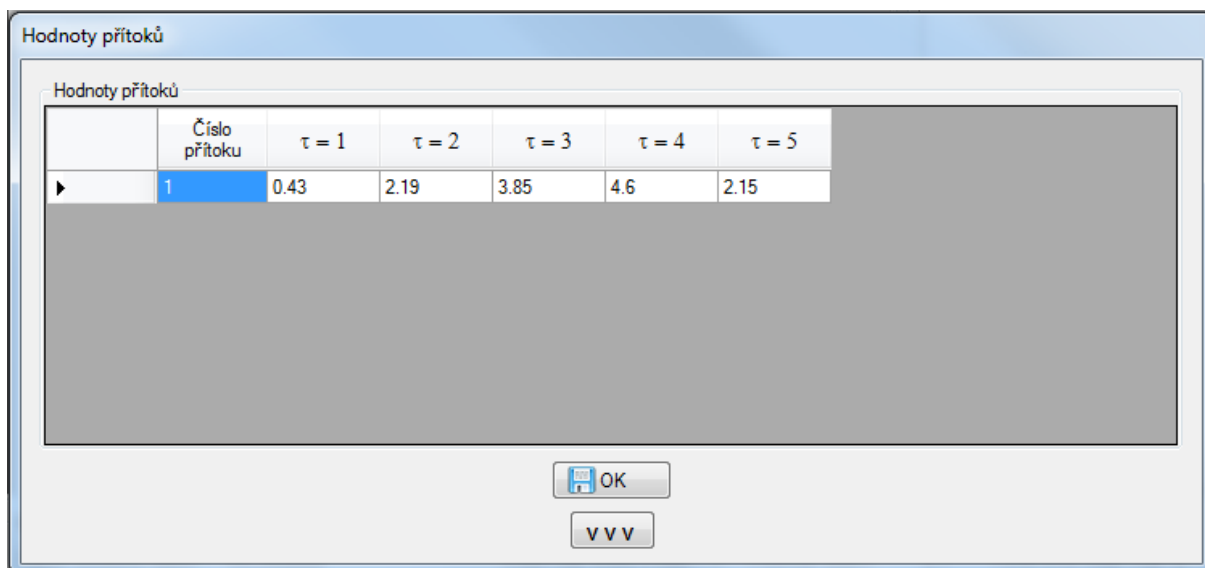 Hodnoty přítoků
Hodnoty přítoků
Číslo přítoku τ = 1 τ = 2 τ = 3 τ = 4 τ = 5
1 0.43 2.19 3.85 4.6 2.15
OK
v v v